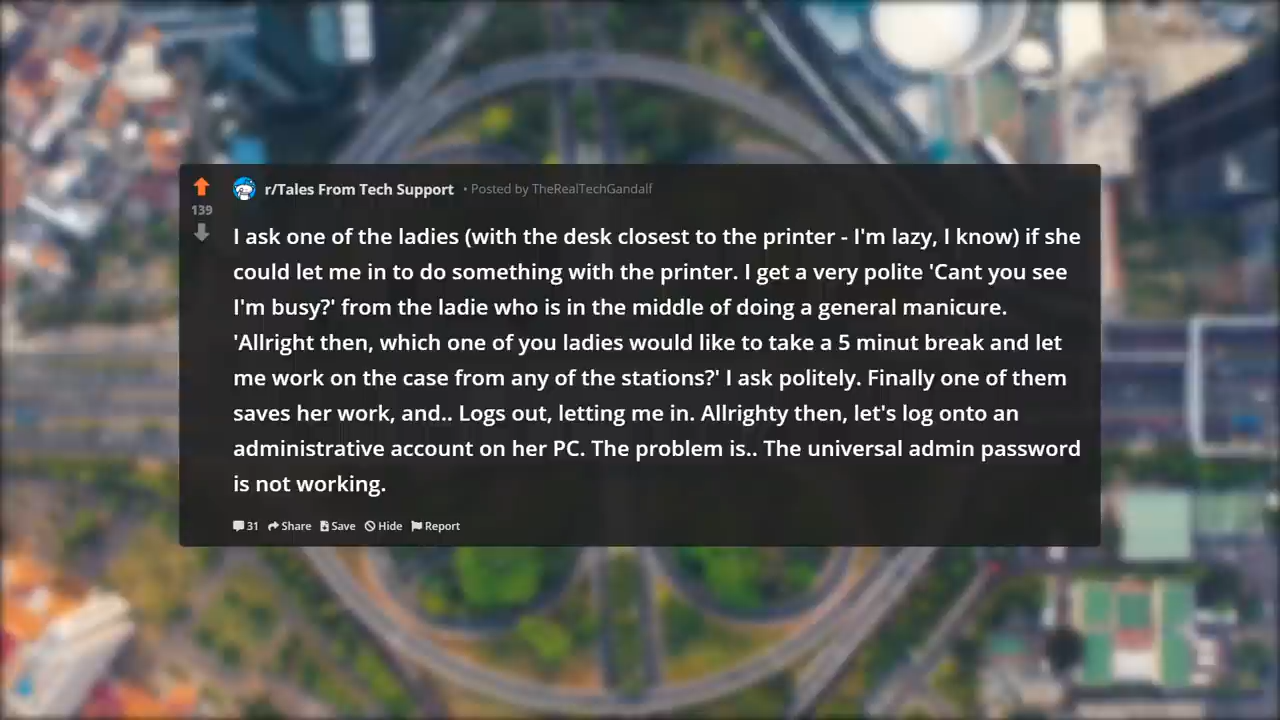 r/Tales From Tech Support • Posted by TheRealTechGandalf
139
I ask one of the ladies (with the desk closest to the printer - I'm lazy, I know) if she
could let me in to do something with the printer. I get a very polite 'Cant you see
I'm busy?' from the ladie who is in the middle of doing a general manicure.
'Allright then, which one of you ladies would like to take a 5 minut break and let
me work on the case from any of the stations?' I ask politely. Finally one of them
saves her work, and.. Logs out, letting me in. Allrighty then, let's log onto an
administrative account on her PC. The problem is.. The universal admin password
is not working.
31 Share Save Hide Report